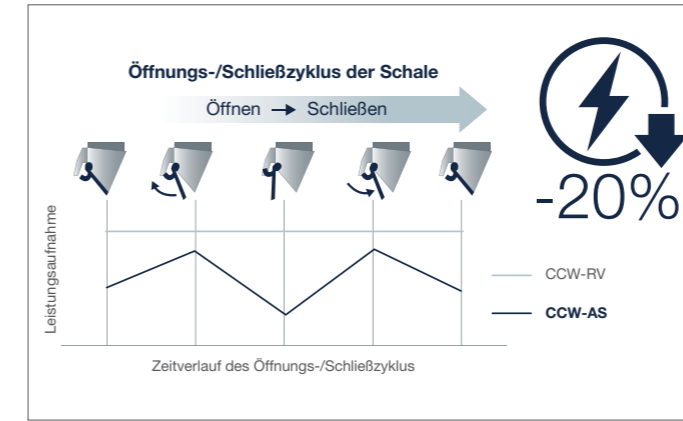 Öffnungs-/Schließzyklus der Schale
Öffnen → Schließen
-20%
Leistungsaufnahme
CCW-RV
CCW-AS
Zeitverlauf des Öffnungs-/Schließzyklus